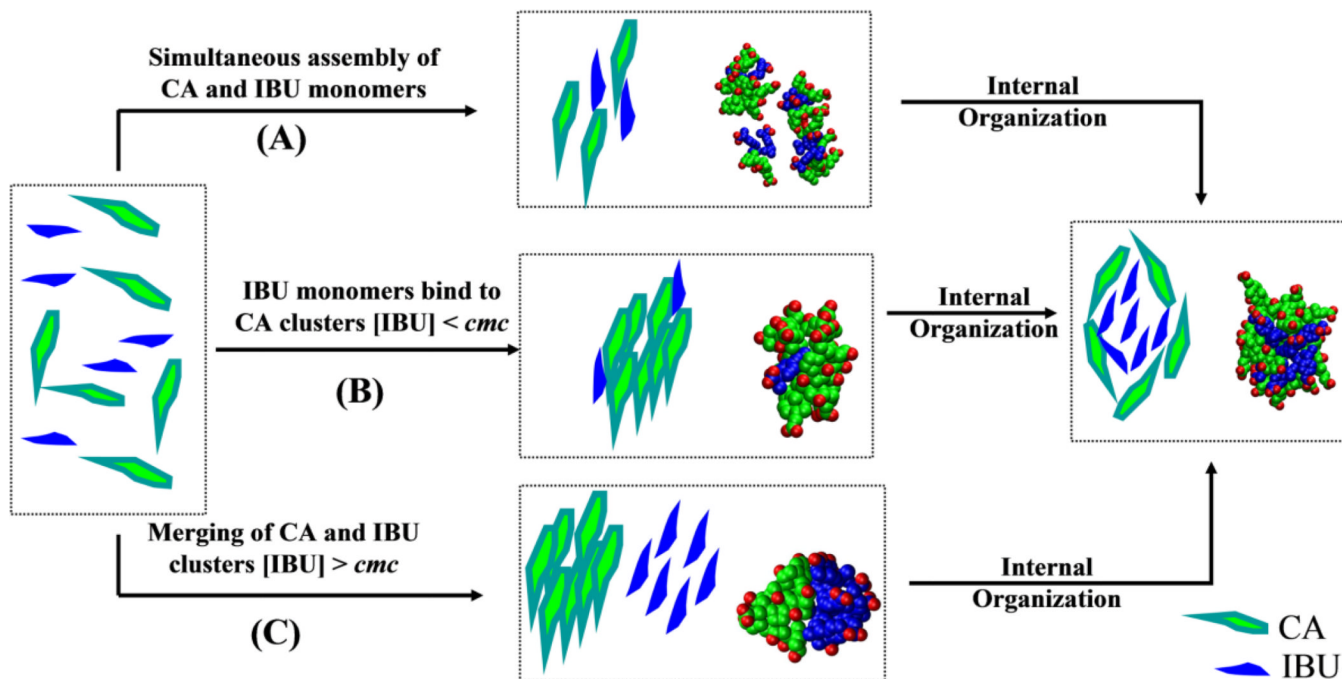 Simultaneous assembly of
CA and IBU monomers
(A)
Internal
Organization
IBU monomers bind to
CA clusters [IBU] < cmc
(B)
Internal
Organization
Merging of CA and IBU
clusters [IBU] > cmc
(C)
Internal
Organization
CA
IBU